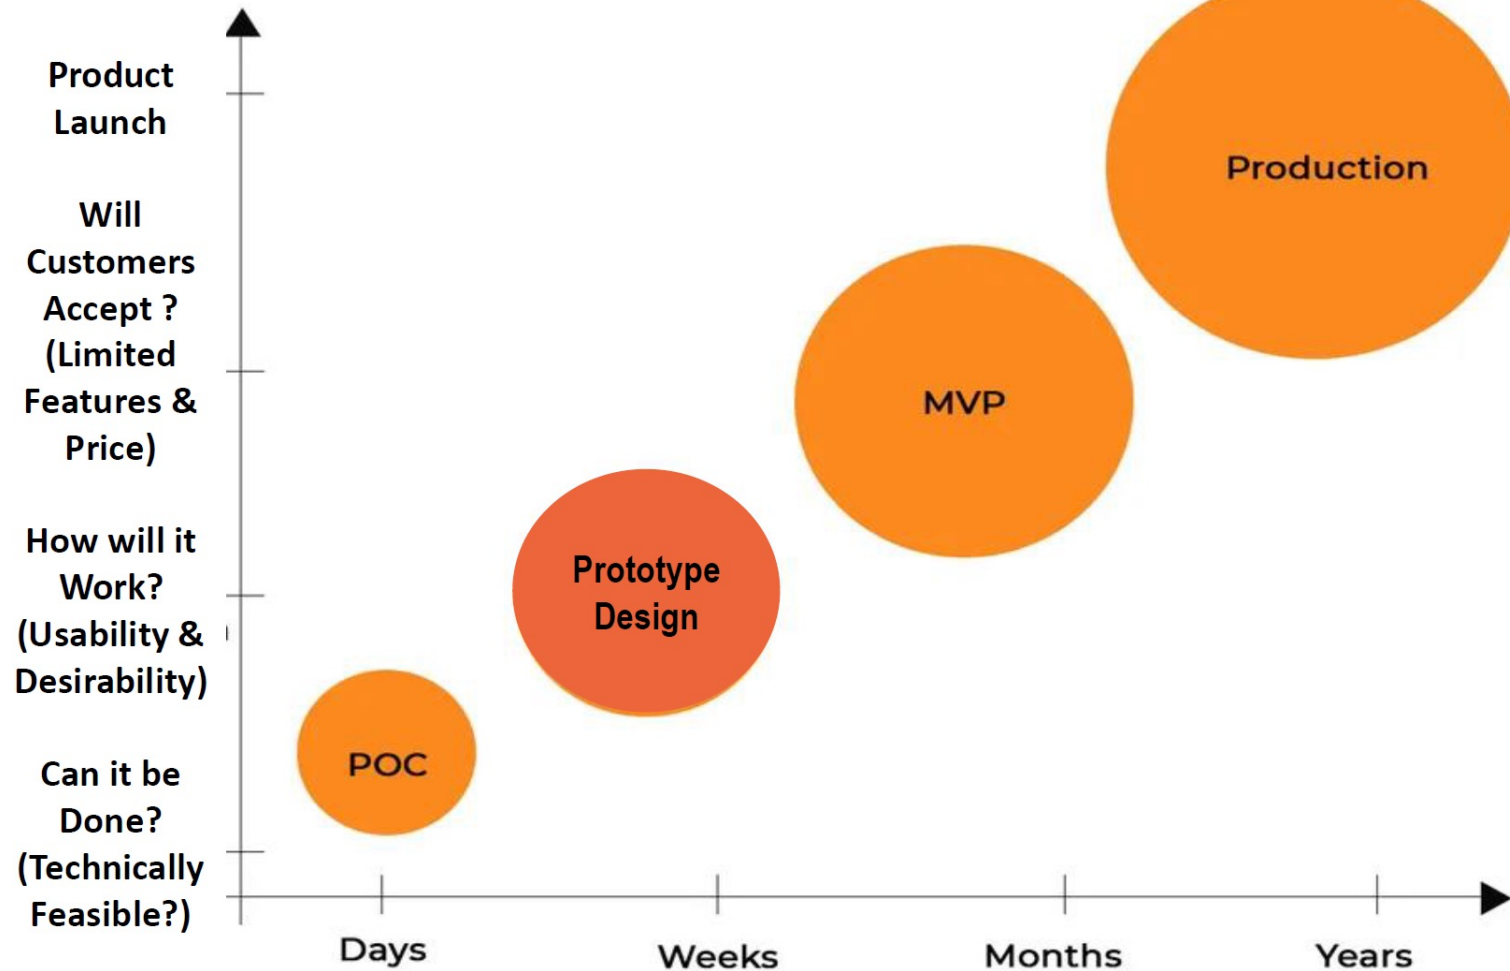 Product
Launch
Will
Customers
Accept ?
(Limited
Features &
Price)
How will it
Work?
(Usability &
Desirability)
Can it be
Done?
(Technically
Feasible?)
Production
MVP
Prototype
Design
POC
Days
Weeks
Months
Years